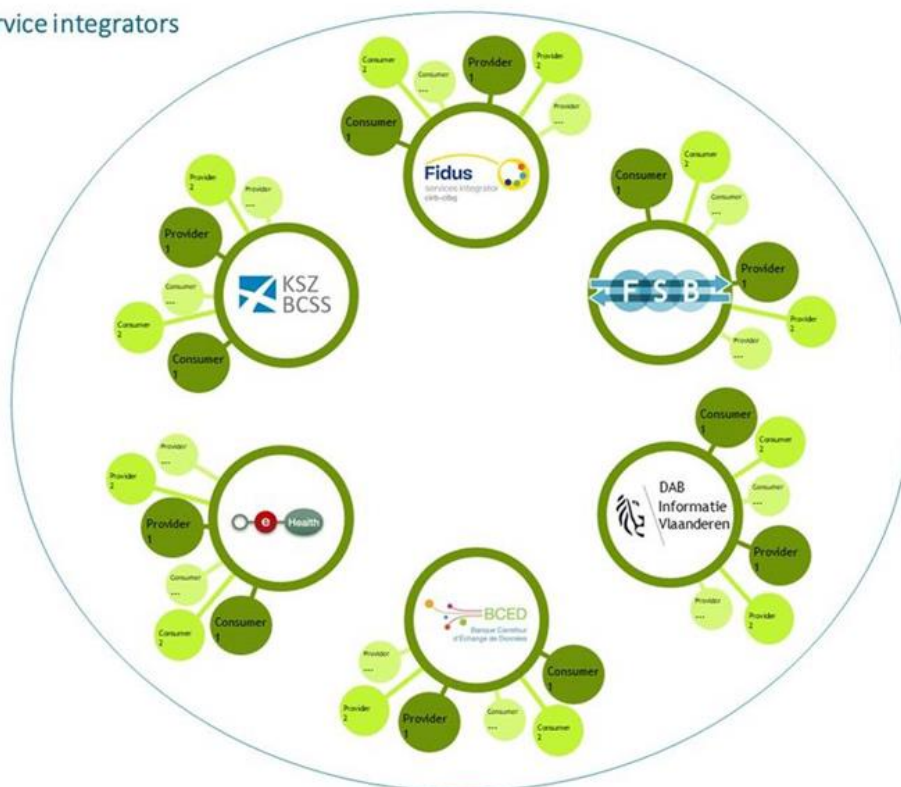 rvice integrators
Consumer
2
Consumer
...
Provider
1
Provider
2
Provider
...
Consumer
1
Fidus
services integrator
cirb-cibg
Provider
2
Provider
...
Provider
1
Consumer
...
Consumer
2
Consumer
1
KSZ
BCSS
Consumer
1
Consumer
2
Consumer
...
Provider
1
Provider
2
Provider
...
F S B
Provider
...
Provider
2
Provider
1
Consumer
...
Consumer
2
Consumer
1
e Health
Consumer
1
Consumer
2
Consumer
...
Provider
1
Provider
2
Provider
...
DAB
Informatie
Vlaanderen
BCED
Banque Carrefour
d'Echange de Données
Provider
...
Provider
2
Provider
1
Consumer
...
Consumer
2
Consumer
1